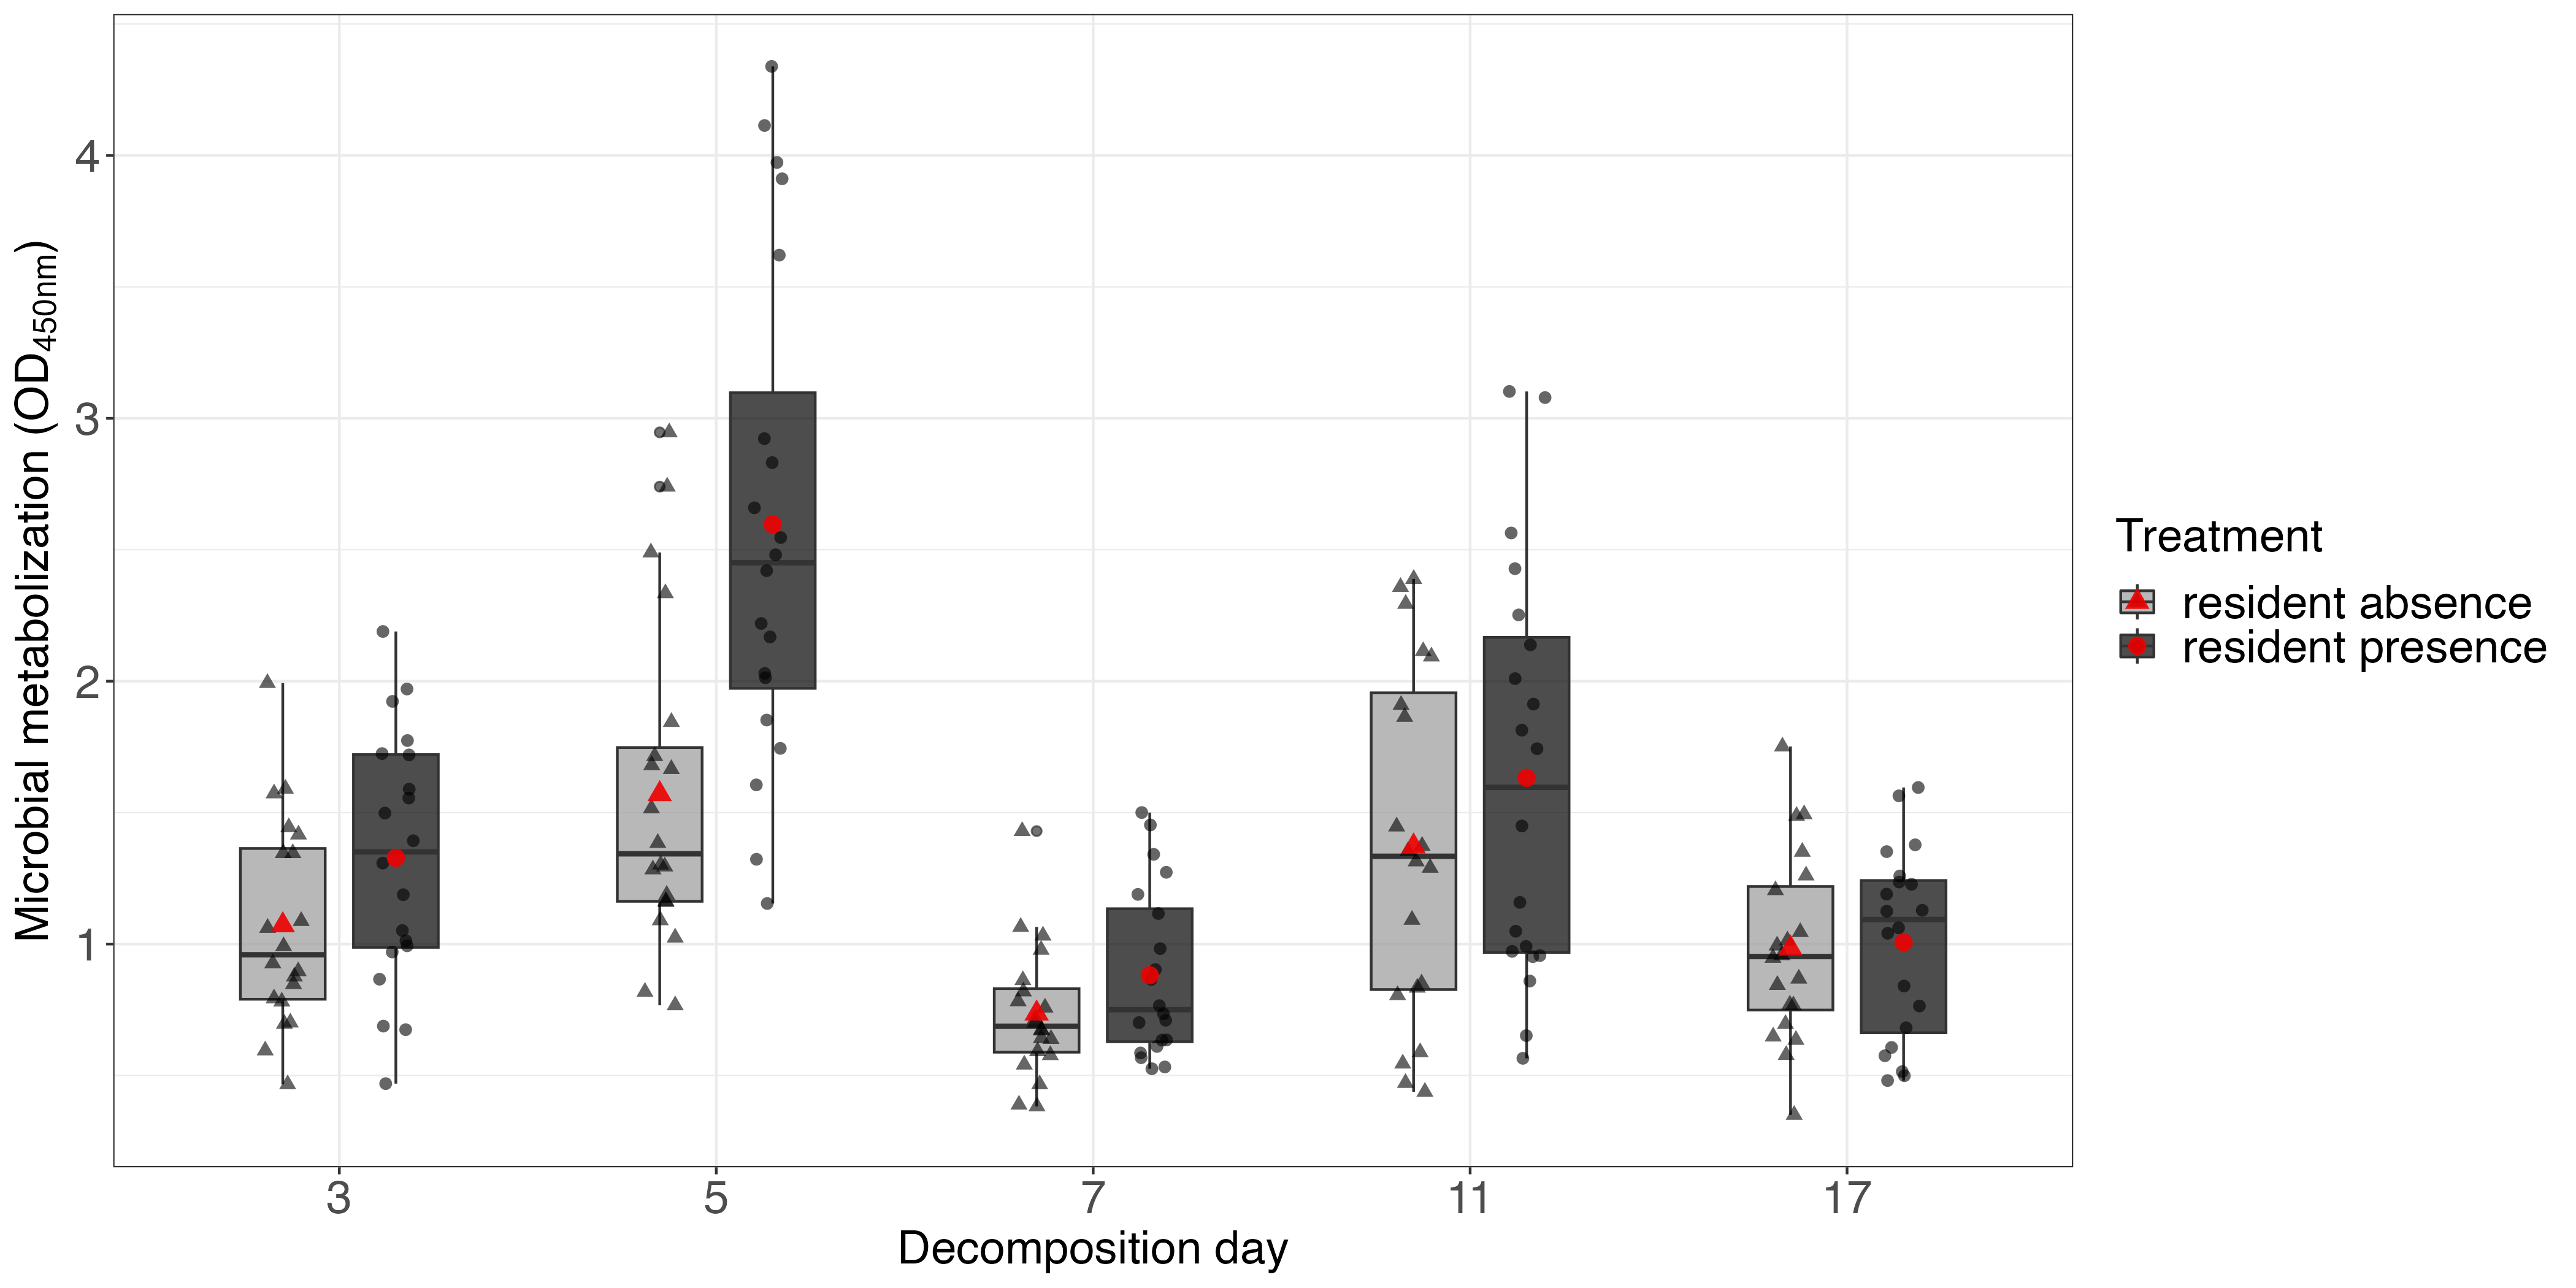 Microbial metabolization (OD450nm)
4
3
2
1
3 5 7 11 17
Decomposition day
Treatment
resident absence
resident presence